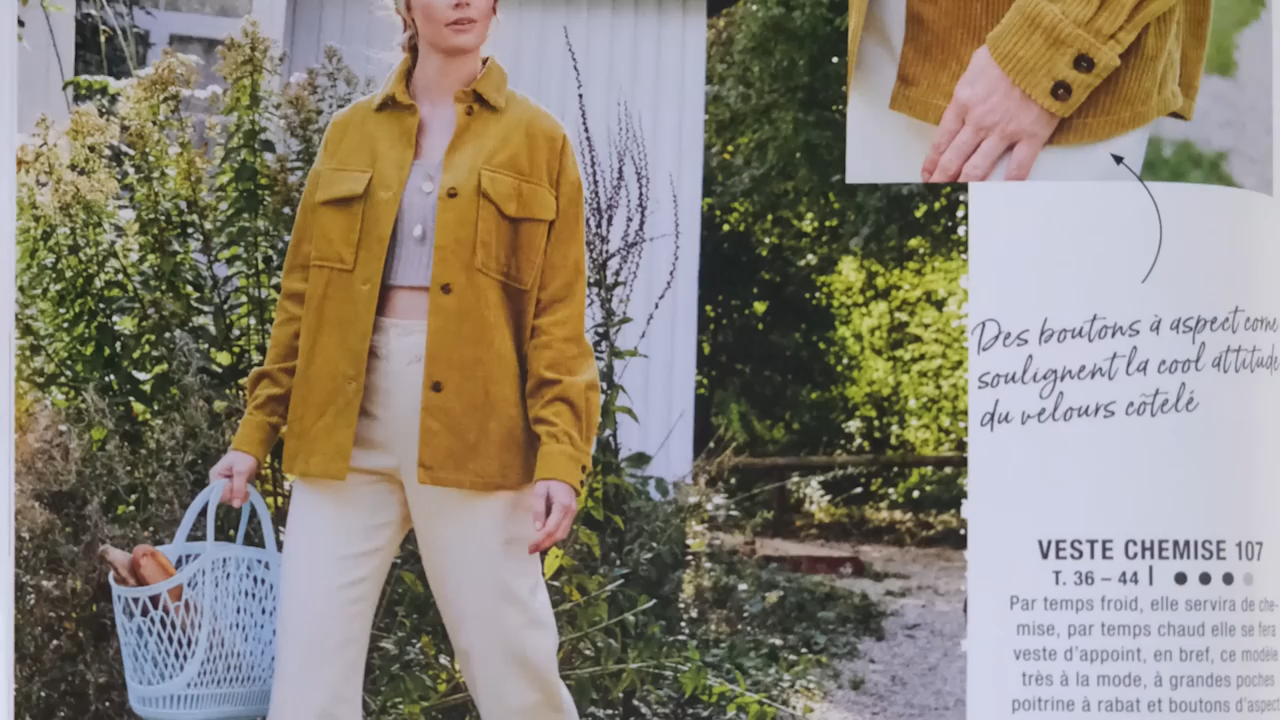 Des boutons à aspect corne
soulignent la cool attitude
du velours côtelé
VESTE CHEMISE 107
T. 36 – 44
Par temps froid, elle servira de che-
mise, par temps chaud elle se fera
veste d'appoint, en bref, ce modèle
très à la mode, à grandes poches
poitrine à rabat et boutons d'aspect